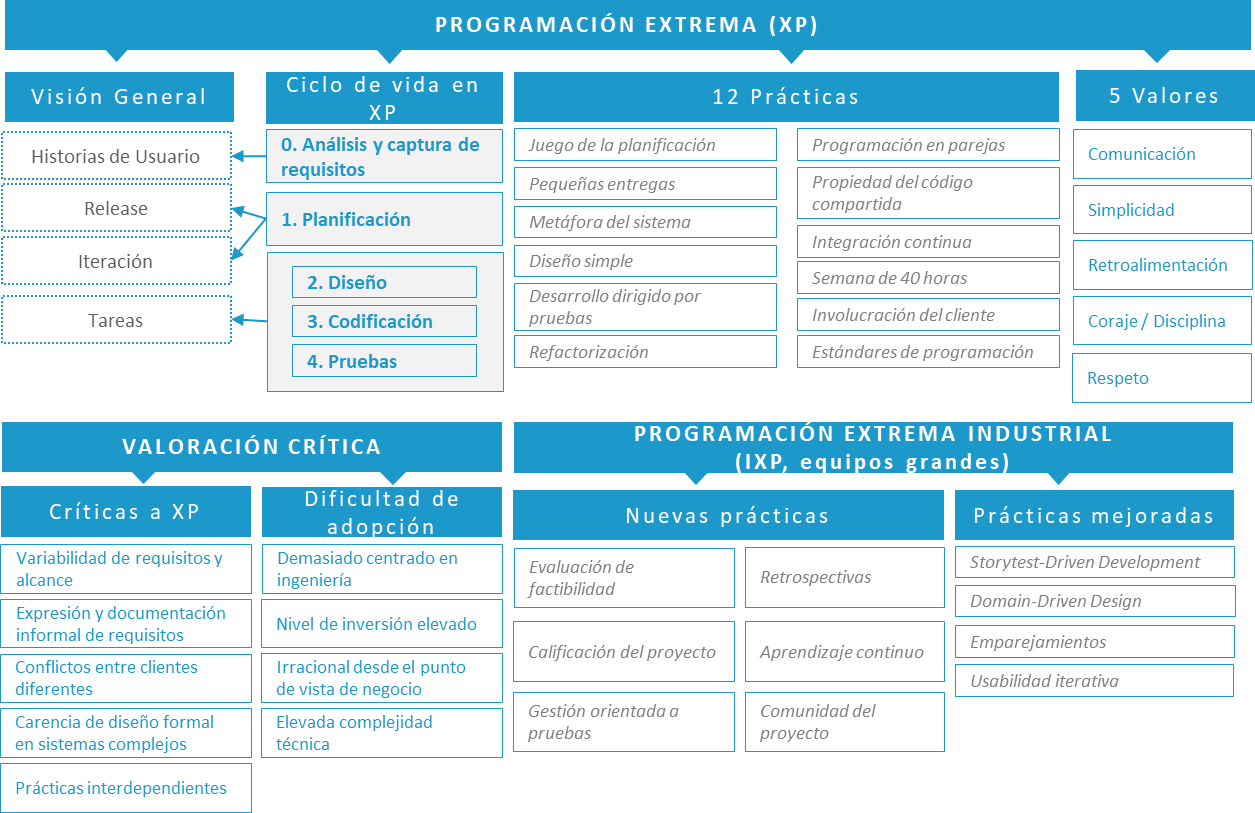 PROGRAMACIÓN EXTREMA (XP)
Visión General
Historias de Usuario
Release
Iteración
Tareas
Ciclo de vida en
XP
0. Análisis y captura de
requisitos
1. Planificación
2. Diseño
3. Codificación
4. Pruebas
12 Prácticas
Juego de la planificación
Pequeñas entregas
Metáfora del sistema
Diseño simple
Desarrollo dirigido por
pruebas
Refactorización
Programación en parejas
Propiedad del código
compartida
Integración continua
Semana de 40 horas
Involucración del cliente
Estándares de programación
5 Valores
Comunicación
Simplicidad
Retroalimentación
Coraje / Disciplina
Respeto
VALORACIÓN CRÍTICA
Críticas a XP
Variabilidad de requisitos y
alcance
Expresión y documentación
informal de requisitos
Conflictos entre clientes
diferentes
Carencia de diseño formal
en sistemas complejos
Prácticas interdependientes
Dificultad de
adopción
Demasiado centrado en
ingeniería
Nivel de inversión elevado
Irracional desde el punto
de vista de negocio
Elevada complejidad
técnica
PROGRAMACIÓN EXTREMA INDUSTRIAL
(IXP, equipos grandes)
Nuevas prácticas
Evaluación de
factibilidad
Calificación del proyecto
Gestión orientada a
pruebas
Retrospectivas
Aprendizaje continuo
Comunidad del
proyecto
Prácticas mejoradas
Storytest-Driven Development
Domain-Driven Design
Emparejamientos
Usabilidad iterativa